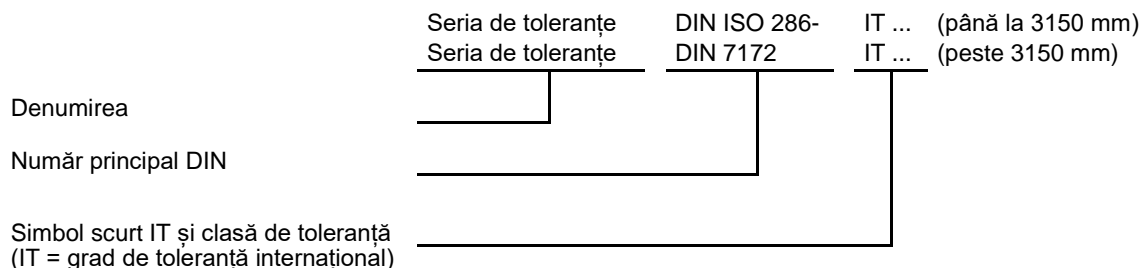 Seria de toleranțe DIN ISO 286- IT ... (până la 3150 mm)
Seria de toleranțe DIN 7172 IT ... (peste 3150 mm)
Denumirea
Număr principal DIN
Simbol scurt IT și clasă de toleranță
(IT = grad de toleranță internațional)